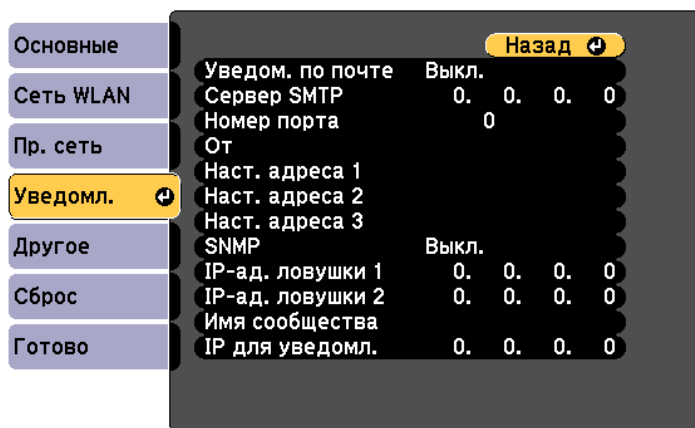 Основные
Сеть WLAN
Пр. сеть
Уведомл.
Другое
Сброс
Готово
Назад
Уведом. по почте Выкл.
Сервер SMTP 0. 0. 0. 0
Номер порта 0
От
Наст. адреса 1
Наст. адреса 2
Наст. адреса 3
SNMP Выкл.
IP-ад. ловушки 1 0. 0. 0. 0
IP-ад. ловушки 2 0. 0. 0. 0
Имя сообщества
IP для уведомл. 0. 0. 0. 0